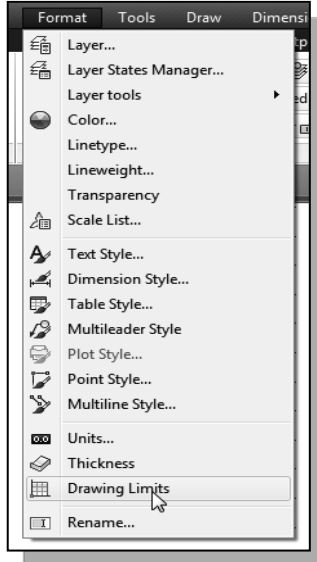 Format Tools Draw Dimensi
Layer...
Layer States Manager...
Layer tools
Color...
Linetype...
Lineweight...
Transparency
Scale List...
Text Style...
Dimension Style...
Table Style...
Multileader Style
Plot Style...
Point Style...
Multiline Style...
Units...
Thickness
Drawing Limits
Rename...